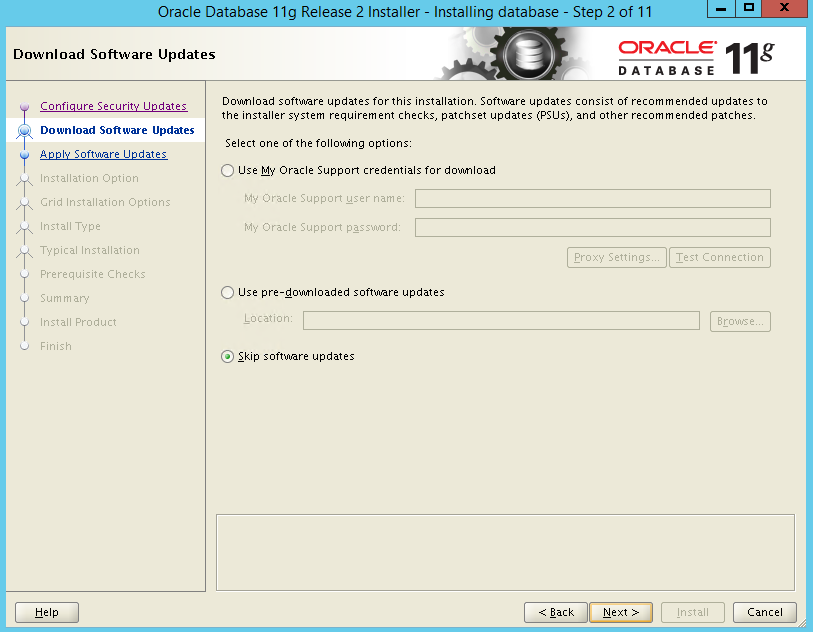 Oracle Database 11g Release 2 Installer - Installing database - Step 2 of 11
Download Software Updates
ORACLE
DATABASE 11g
Configure Security Updates
Download Software Updates
Apply Software Updates
Installation Option
Grid Installation Options
Install Type
Typical Installation
Prerequisite Checks
Summary
Install Product
Finish
Download software updates for this installation. Software updates consist of recommended updates to
the installer system requirement checks, patchset updates (PSUs), and other recommended patches.
Select one of the following options:
Use My Oracle Support credentials for download
My Oracle Support user name:
My Oracle Support password:
Proxy Settings... Test Connection
Use pre-downloaded software updates
Location: Browse...
Skip software updates
Help < Back Next > Install Cancel